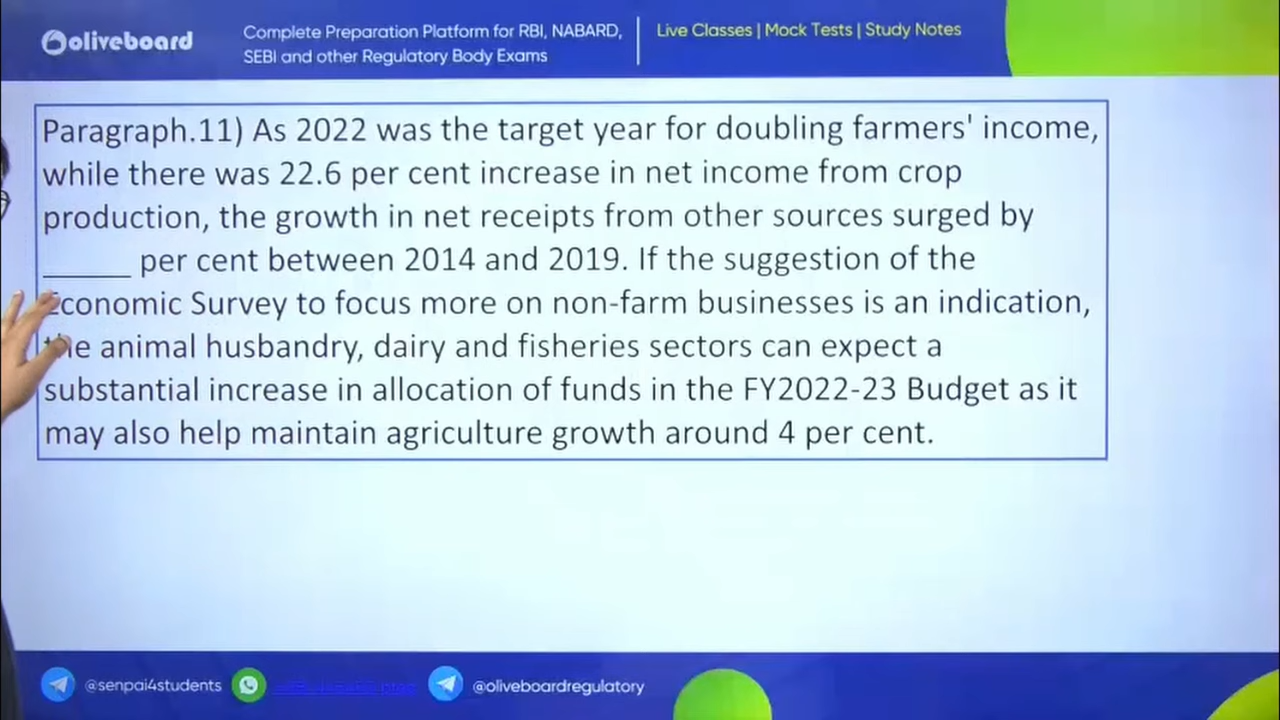 oliveboard
Complete Preparation Platform for RBI, NABARD,
SEBI and other Regulatory Body Exams
Live Classes | Mock Tests | Study Notes
Paragraph.11) As 2022 was the target year for doubling farmers' income,
while there was 22.6 per cent increase in net income from crop
production, the growth in net receipts from other sources surged by
______ per cent between 2014 and 2019. If the suggestion of the
Economic Survey to focus more on non-farm businesses is an indication,
the animal husbandry, dairy and fisheries sectors can expect a
substantial increase in allocation of funds in the FY2022-23 Budget as it
may also help maintain agriculture growth around 4 per cent.
@senpai4students
@oliveboardregulatory